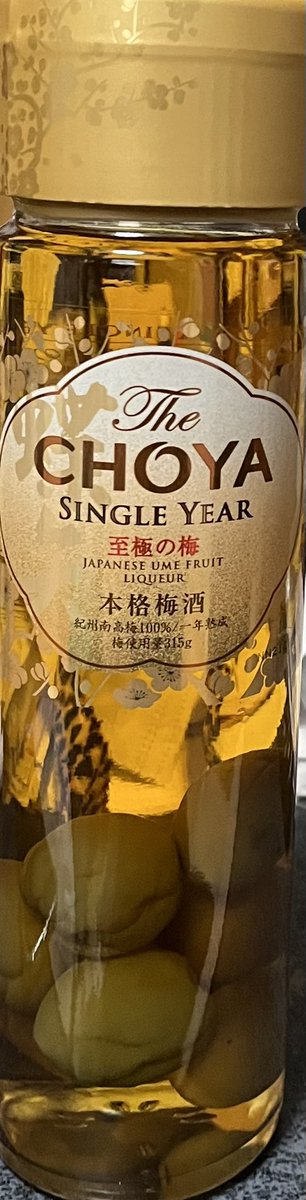 The
CHOYA
SINGLE YEAR
至極の梅
JAPANESE UME FRUIT
LIQUEUR
本格梅酒
紀州南高梅100%/一年熟成
梅使用量315g